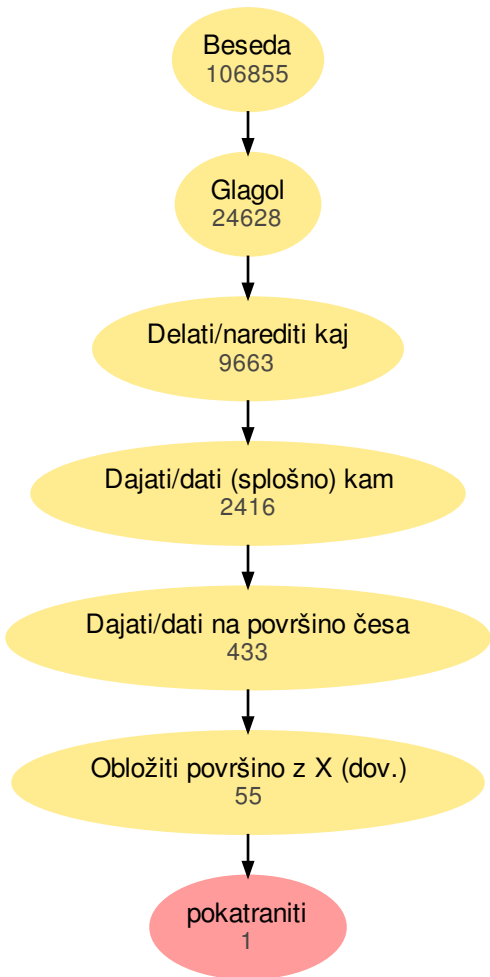 Beseda
106855
Glagol
24628
Delati/narediti kaj
9663
Dajati/dati (splošno) kam
2416
Dajati/dati na površino česa
433
Obložiti površino z X (dov.)
55
pokatraniti
1